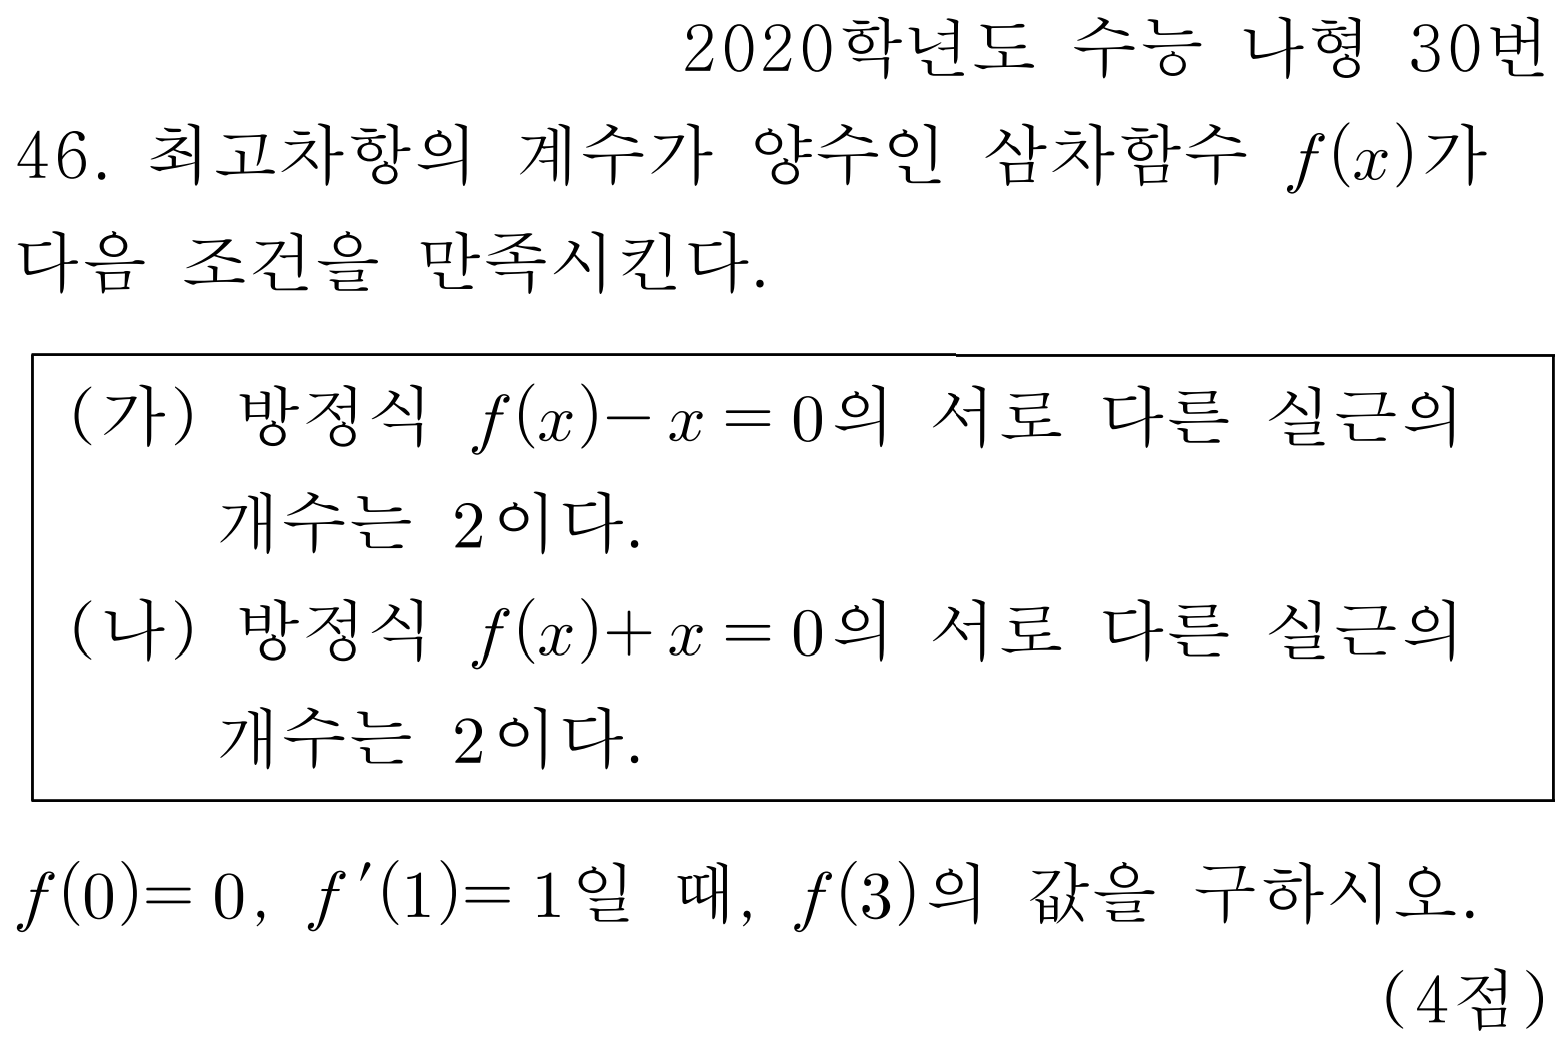 2020학년도 수능 나형 30번
46. 최고차항의 계수가 양수인 삼차함수 f(x)가
다음 조건을 만족시킨다.
(가) 방정식 f(x)-x=0의 서로 다른 실근의
개수는 2이다.
(나) 방정식 f(x)+x=0의 서로 다른 실근의
개수는 2이다.
f(0)=0, f′(1)=1일 때, f(3)의 값을 구하시오.
(4점)